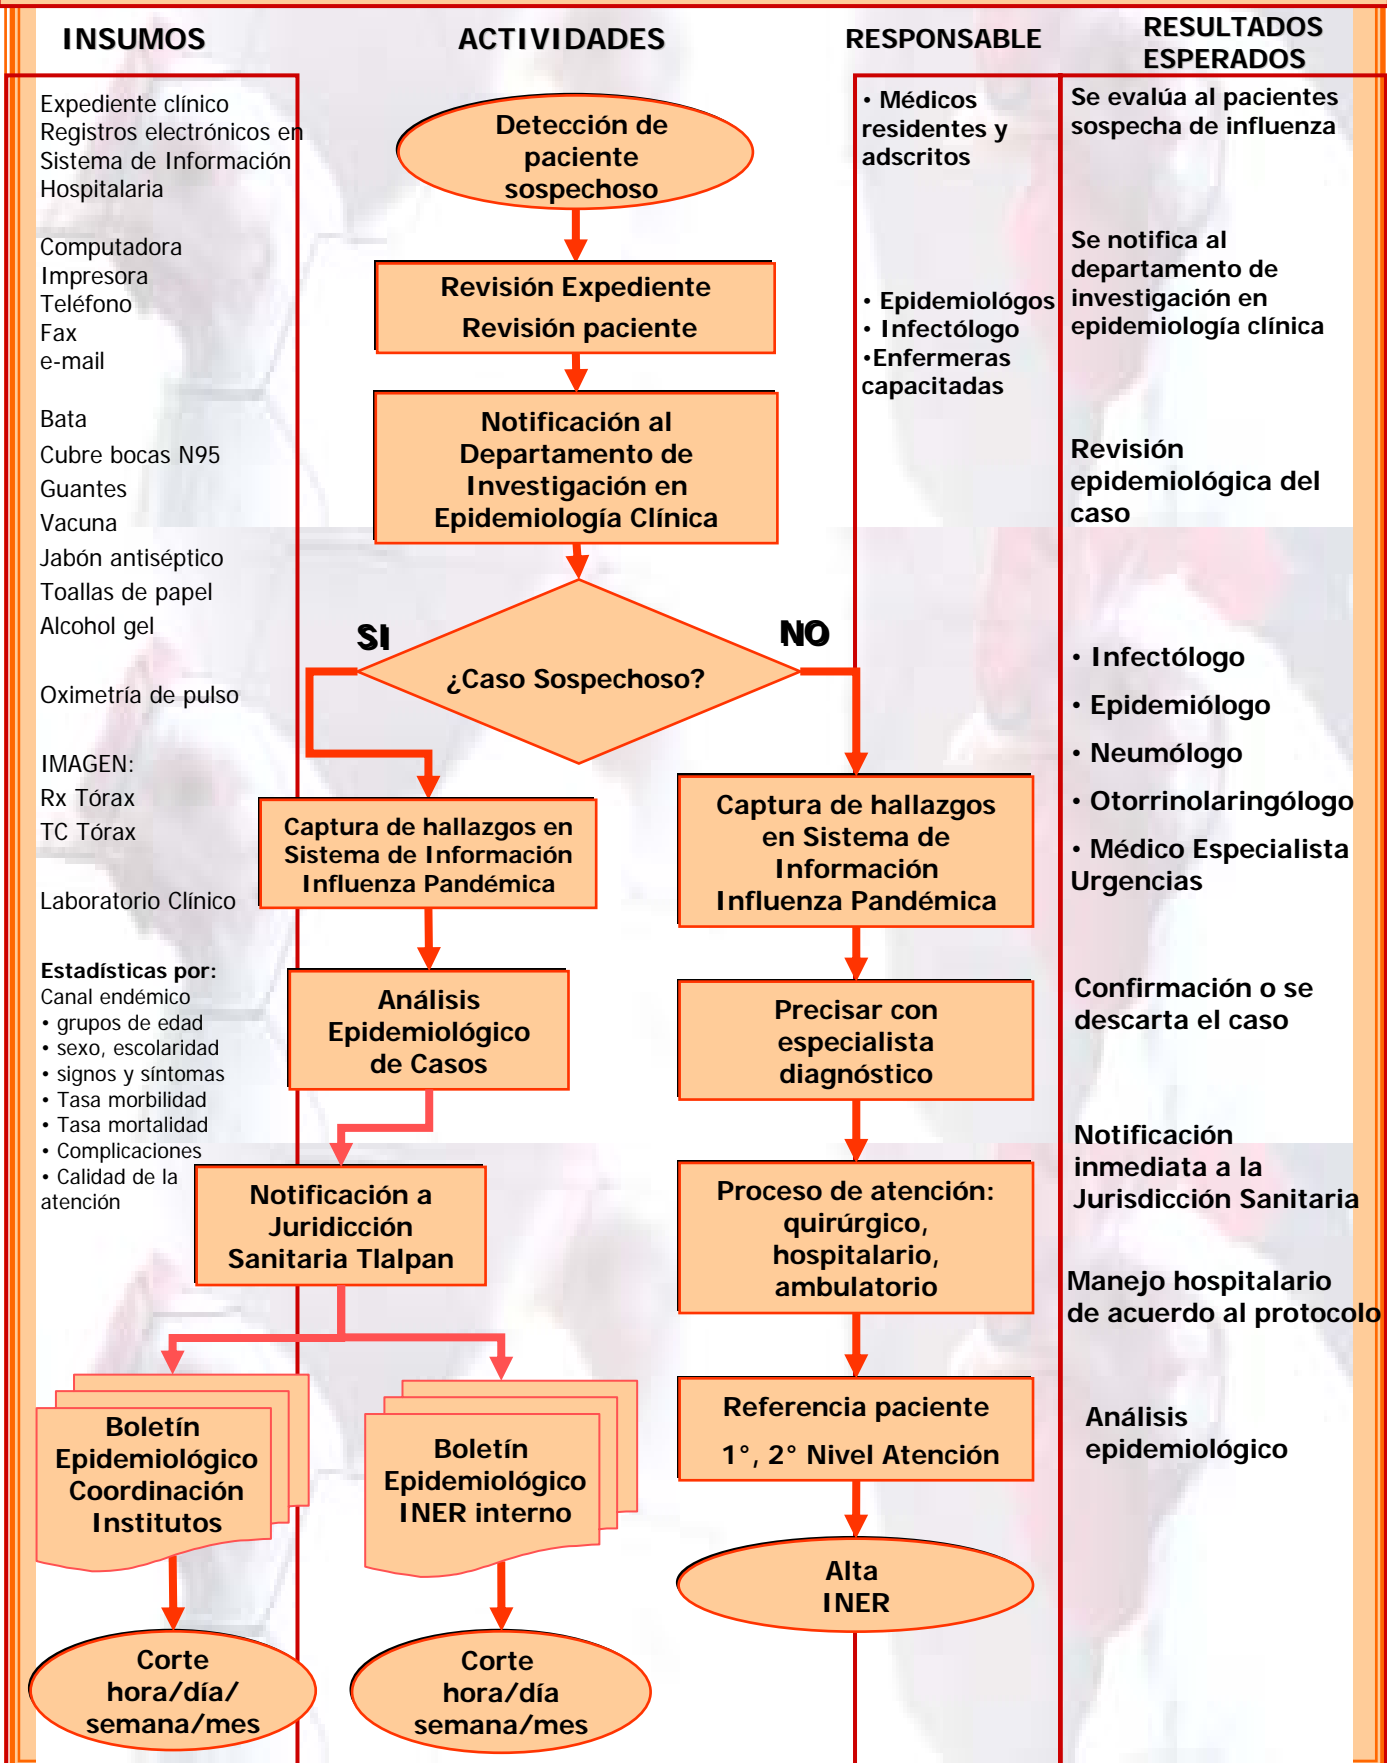 INSUMOS
ACTIVIDADES
RESPONSABLE
RESULTADOS
ESPERADOS
Expediente clínico
Registros electrónicos en
Sistema de Información
Hospitalaria
Computadora
Impresora
Teléfono
Fax
e-mail
Bata
Cubre bocas N95
Guantes
Vacuna
Jabón antiséptico
Toallas de papel
Alcohol gel
Oximetría de pulso
IMAGEN:
Rx Tórax
TC Tórax
Laboratorio Clínico
Estadísticas por:
Canal endémico
• grupos de edad
• sexo, escolaridad
• signos y síntomas
• Tasa morbilidad
• Tasa mortalidad
• Complicaciones
• Calidad de la
atención
Detección de
paciente
sospechoso
Revisión Expediente
Revisión paciente
Notificación al
Departamento de
Investigación en
Epidemiología Clínica
¿Caso Sospechoso?
SI
NO
Captura de hallazgos en
Sistema de Información
Influenza Pandémica
Análisis
Epidemiológico
de Casos
Notificación a
Juridicción
Sanitaria Tlalpan
Boletín
Epidemiológico
Coordinación
Institutos
Boletín
Epidemiológico
INER interno
Corte
hora/día/
semana/mes
Corte
hora/día
semana/mes
Captura de hallazgos
en Sistema de
Información
Influenza Pandémica
Precisar con
especialista
diagnóstico
Proceso de atención:
quirúrgico,
hospitalario,
ambulatorio
Referencia paciente
1°, 2° Nivel Atención
Alta
INER
• Médicos
residentes y
adscritos
• Epidemiológos
• Infectólogo
•Enfermeras
capacitadas
Se evalúa al pacientes
sospecha de influenza
Se notifica al
departamento de
investigación en
epidemiología clínica
Revisión
epidemiológica del
caso
• Infectólogo
• Epidemiólogo
• Neumólogo
• Otorrinolaringólogo
• Médico Especialista
Urgencias
Confirmación o se
descarta el caso
Notificación
inmediata a la
Jurisdicción Sanitaria
Manejo hospitalario
de acuerdo al protocolo
Análisis
epidemiológico